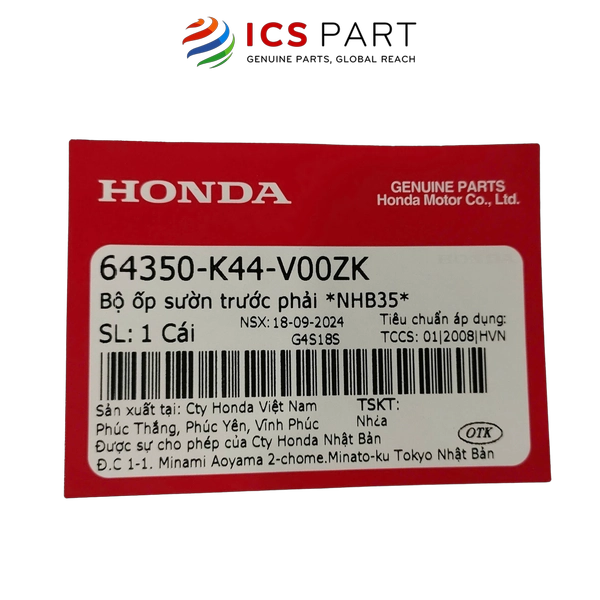 ICS PART
GENUINE PARTS, GLOBAL REACH
HONDA
GENUINE PARTS
Honda Motor Co., Ltd.
64350-K44-V00ZK
Bộ ốp sườn trước phải *NHB35*
SL: 1 Cái
NSX: 18-09-2024
G4S18S
Tiêu chuẩn áp dụng:
TCCS: 01|2008|HVN
Sản xuất tại: Cty Honda Việt Nam
TSKT:
Phúc Thắng, Phúc Yên, Vĩnh Phúc
Nhựa
Được sự cho phép của Cty Honda Nhật Bản
OTK
Đ.C 1-1. Minami Aoyama 2-chome.Minato-ku Tokyo Nhật Bản